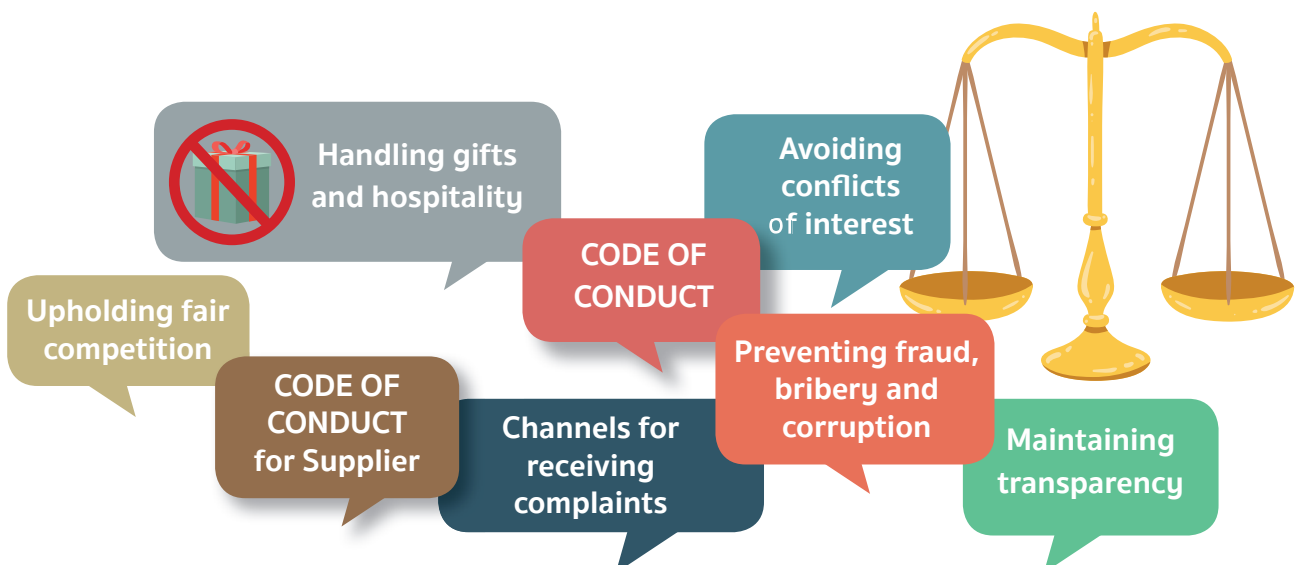 Handling gifts
and hospitality
Avoiding
conflicts
of interest
CODE OF
CONDUCT
Upholding fair
competition
Preventing fraud,
bribery and
corruption
CODE OF
CONDUCT
for Supplier
Channels for
receiving
complaints
Maintaining
transparency